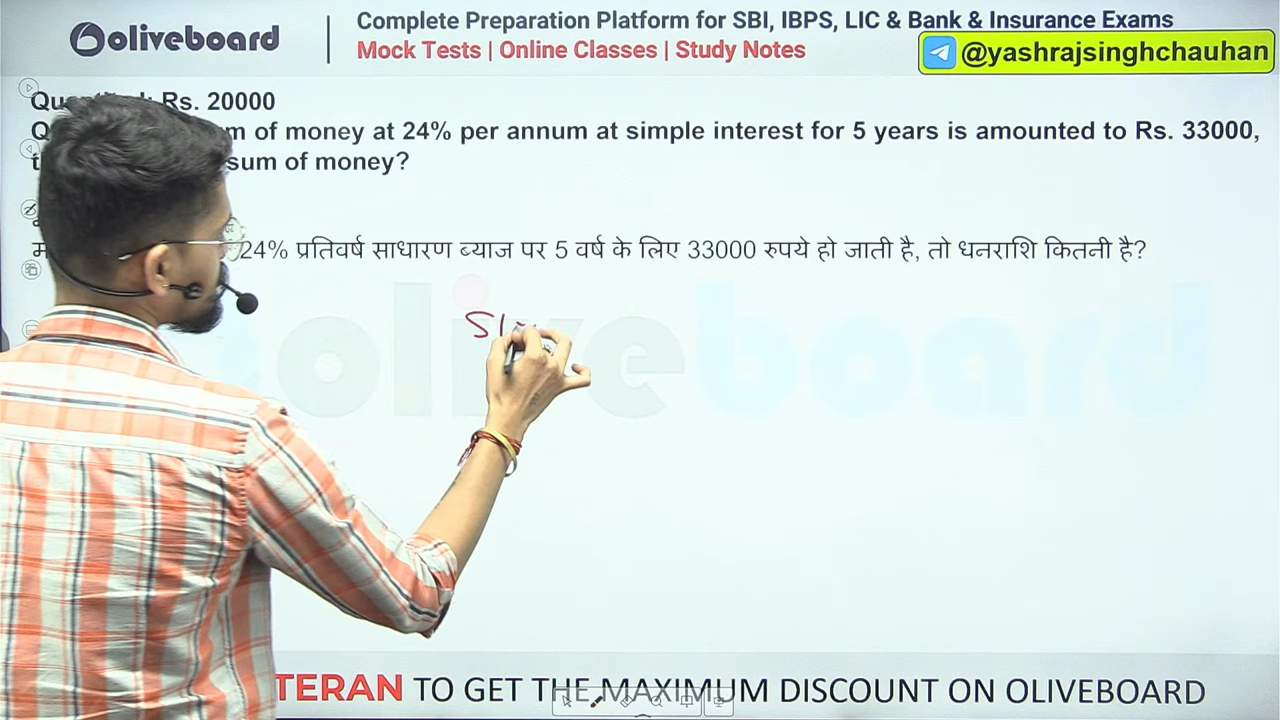 oliveboard
Complete Preparation Platform for SBI, IBPS, LIC & Bank & Insurance Exams
Mock Tests | Online Classes | Study Notes
@yashrajsinghchauhan
Rs. 20000
of money at 24% per annum at simple interest for 5 years is amounted to Rs. 33000,
sum of money?
24% प्रतिवर्ष साधारण ब्याज पर 5 वर्ष के लिए 33000 रुपये हो जाती है, तो धनराशि कितनी है?
SI
oliveboard
TO GET THE MAXIMUM DISCOUNT ON OLIVEBOARD